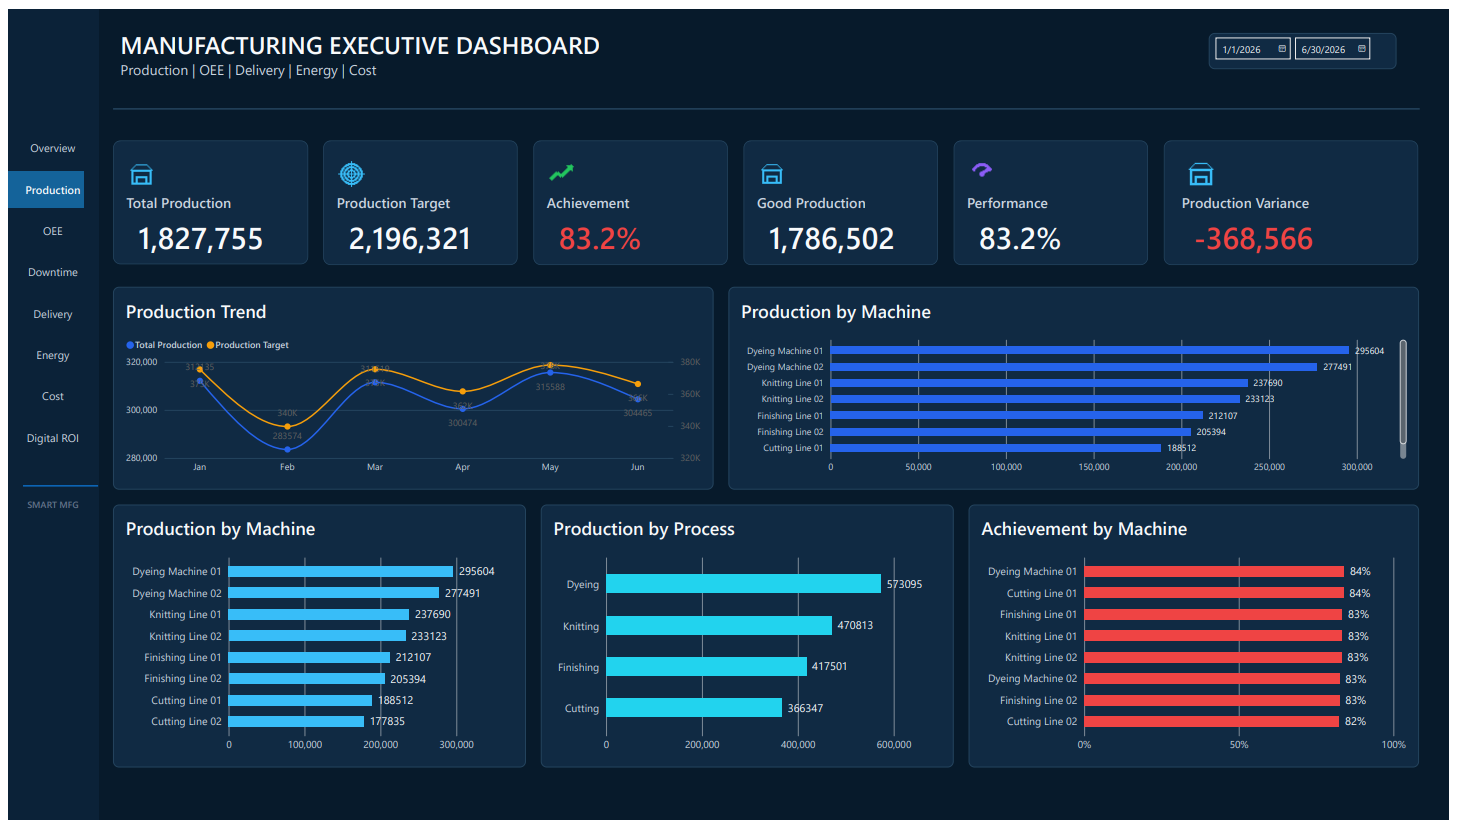 MANUFACTURING EXECUTIVE DASHBOARD
Production | OEE | Delivery | Energy | Cost
1/1/2026
6/30/2026
Overview
Production
OEE
Downtime
Delivery
Energy
Cost
Digital ROI
SMART MFG
Total Production
1,827,755
Production Target
2,196,321
Achievement
83.2%
Good Production
1,786,502
Performance
83.2%
Production Variance
-368,566
Production Trend
Total Production
Production Target
320,000
300,000
280,000
380K
360K
340K
320K
340K
283574
362K
300474
315588
304465
Jan
Feb
Mar
Apr
May
Jun
Production by Machine
Dyeing Machine 01
295604
Dyeing Machine 02
277491
Knitting Line 01
237690
Knitting Line 02
233123
Finishing Line 01
212107
Finishing Line 02
205394
Cutting Line 01
188512
0
50,000
100,000
150,000
200,000
250,000
300,000
Production by Machine
Dyeing Machine 01
295604
Dyeing Machine 02
277491
Knitting Line 01
237690
Knitting Line 02
233123
Finishing Line 01
212107
Finishing Line 02
205394
Cutting Line 01
188512
Cutting Line 02
177835
0
100,000
200,000
300,000
Production by Process
Dyeing
573095
Knitting
470813
Finishing
417501
Cutting
366347
0
200,000
400,000
600,000
Achievement by Machine
Dyeing Machine 01
84%
Cutting Line 01
84%
Finishing Line 01
83%
Knitting Line 01
83%
Knitting Line 02
83%
Dyeing Machine 02
83%
Finishing Line 02
83%
Cutting Line 02
82%
0%
50%
100%